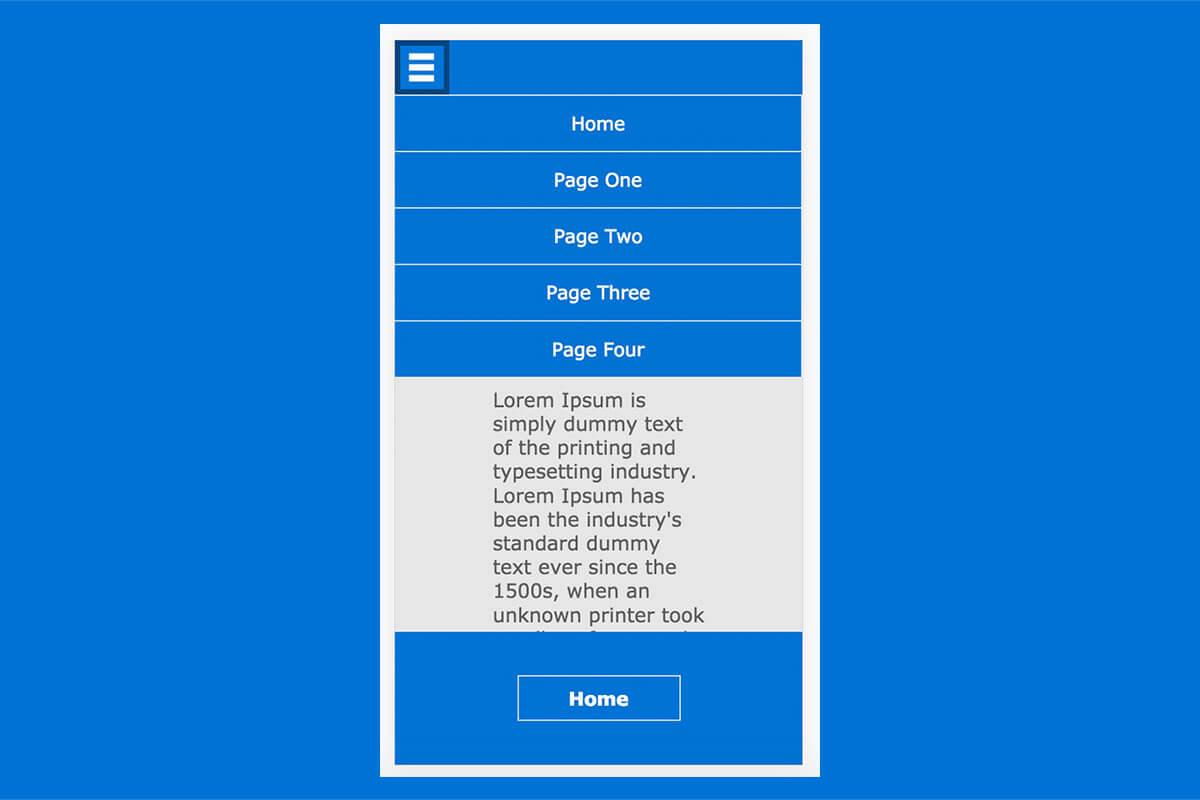 Home
Page One
Page Two
Page Three
Page Four
Lorem Ipsum is
simply dummy text
of the printing and
typesetting industry.
Lorem Ipsum has
been the industry's
standard dummy
text ever since the
1500s, when an
unknown printer took
Home